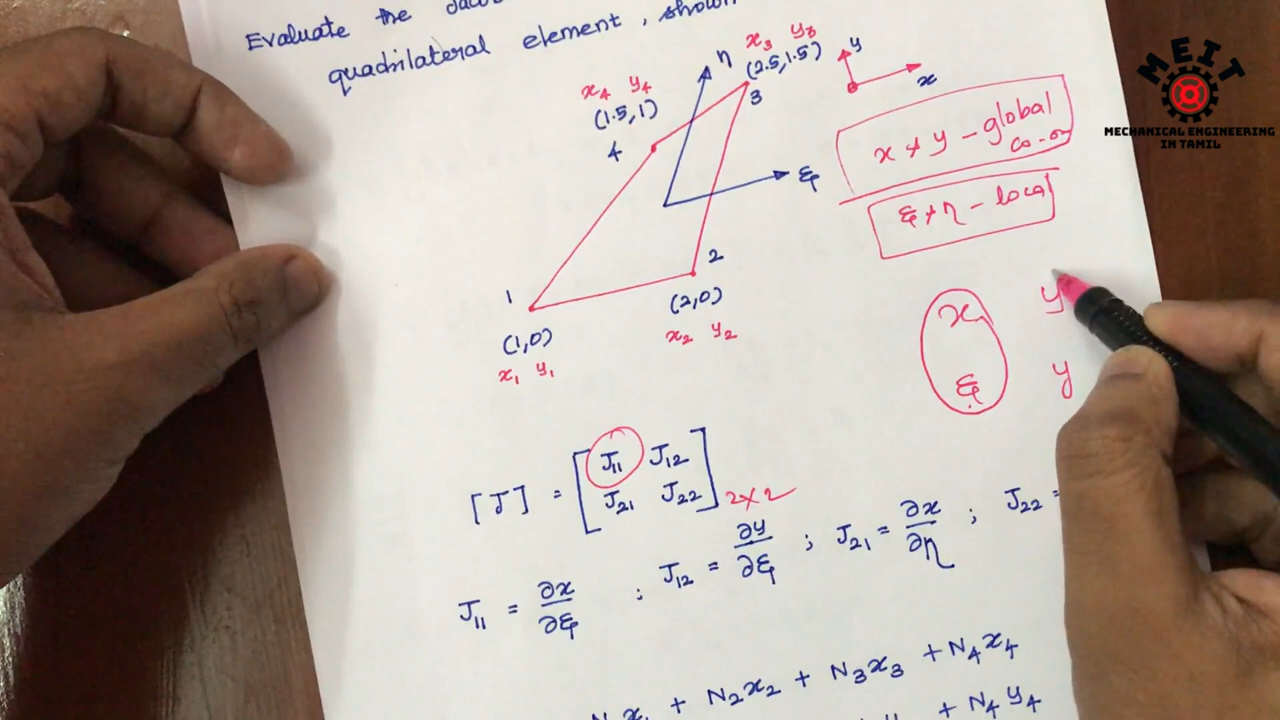 Evaluate the
quadrilateral element, shown
η
x₃ y₃
(2.5,1.5)
3
x₄ y₄
(1.5,1)
4
y
x
ξ
x & y - global
co-or
ξ & η - local
2
(2,0)
x₂ y₂
1
(1,0)
x₁ y₁
x₁ y
ξ y
[J] = [J₁₁ J₁₂
J₂₁ J₂₂] 2×2
J₁₁ = ∂x/∂ξ ; J₁₂ = ∂y/∂ξ ; J₂₁ = ∂x/∂η ; J₂₂ =
x₁ + N₂x₂ + N₃x₃ + N₄x₄
+ N₄y₄
MEIT
MECHANICAL ENGINEERING
IN TAMIL